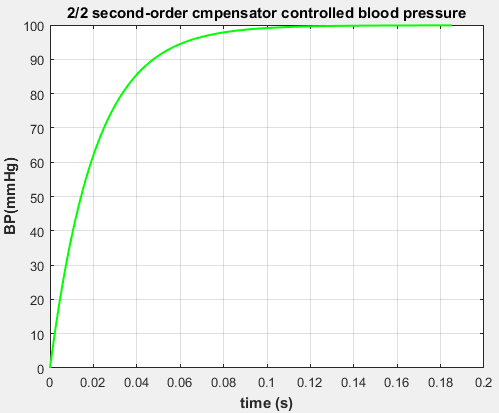 2/2 second-order cmpensator controlled blood pressure
100
90
80
70
60
50
40
30
20
10
0
BP(mmHg)
0 0.02 0.04 0.06 0.08 0.1 0.12 0.14 0.16 0.18 0.2
time (s)